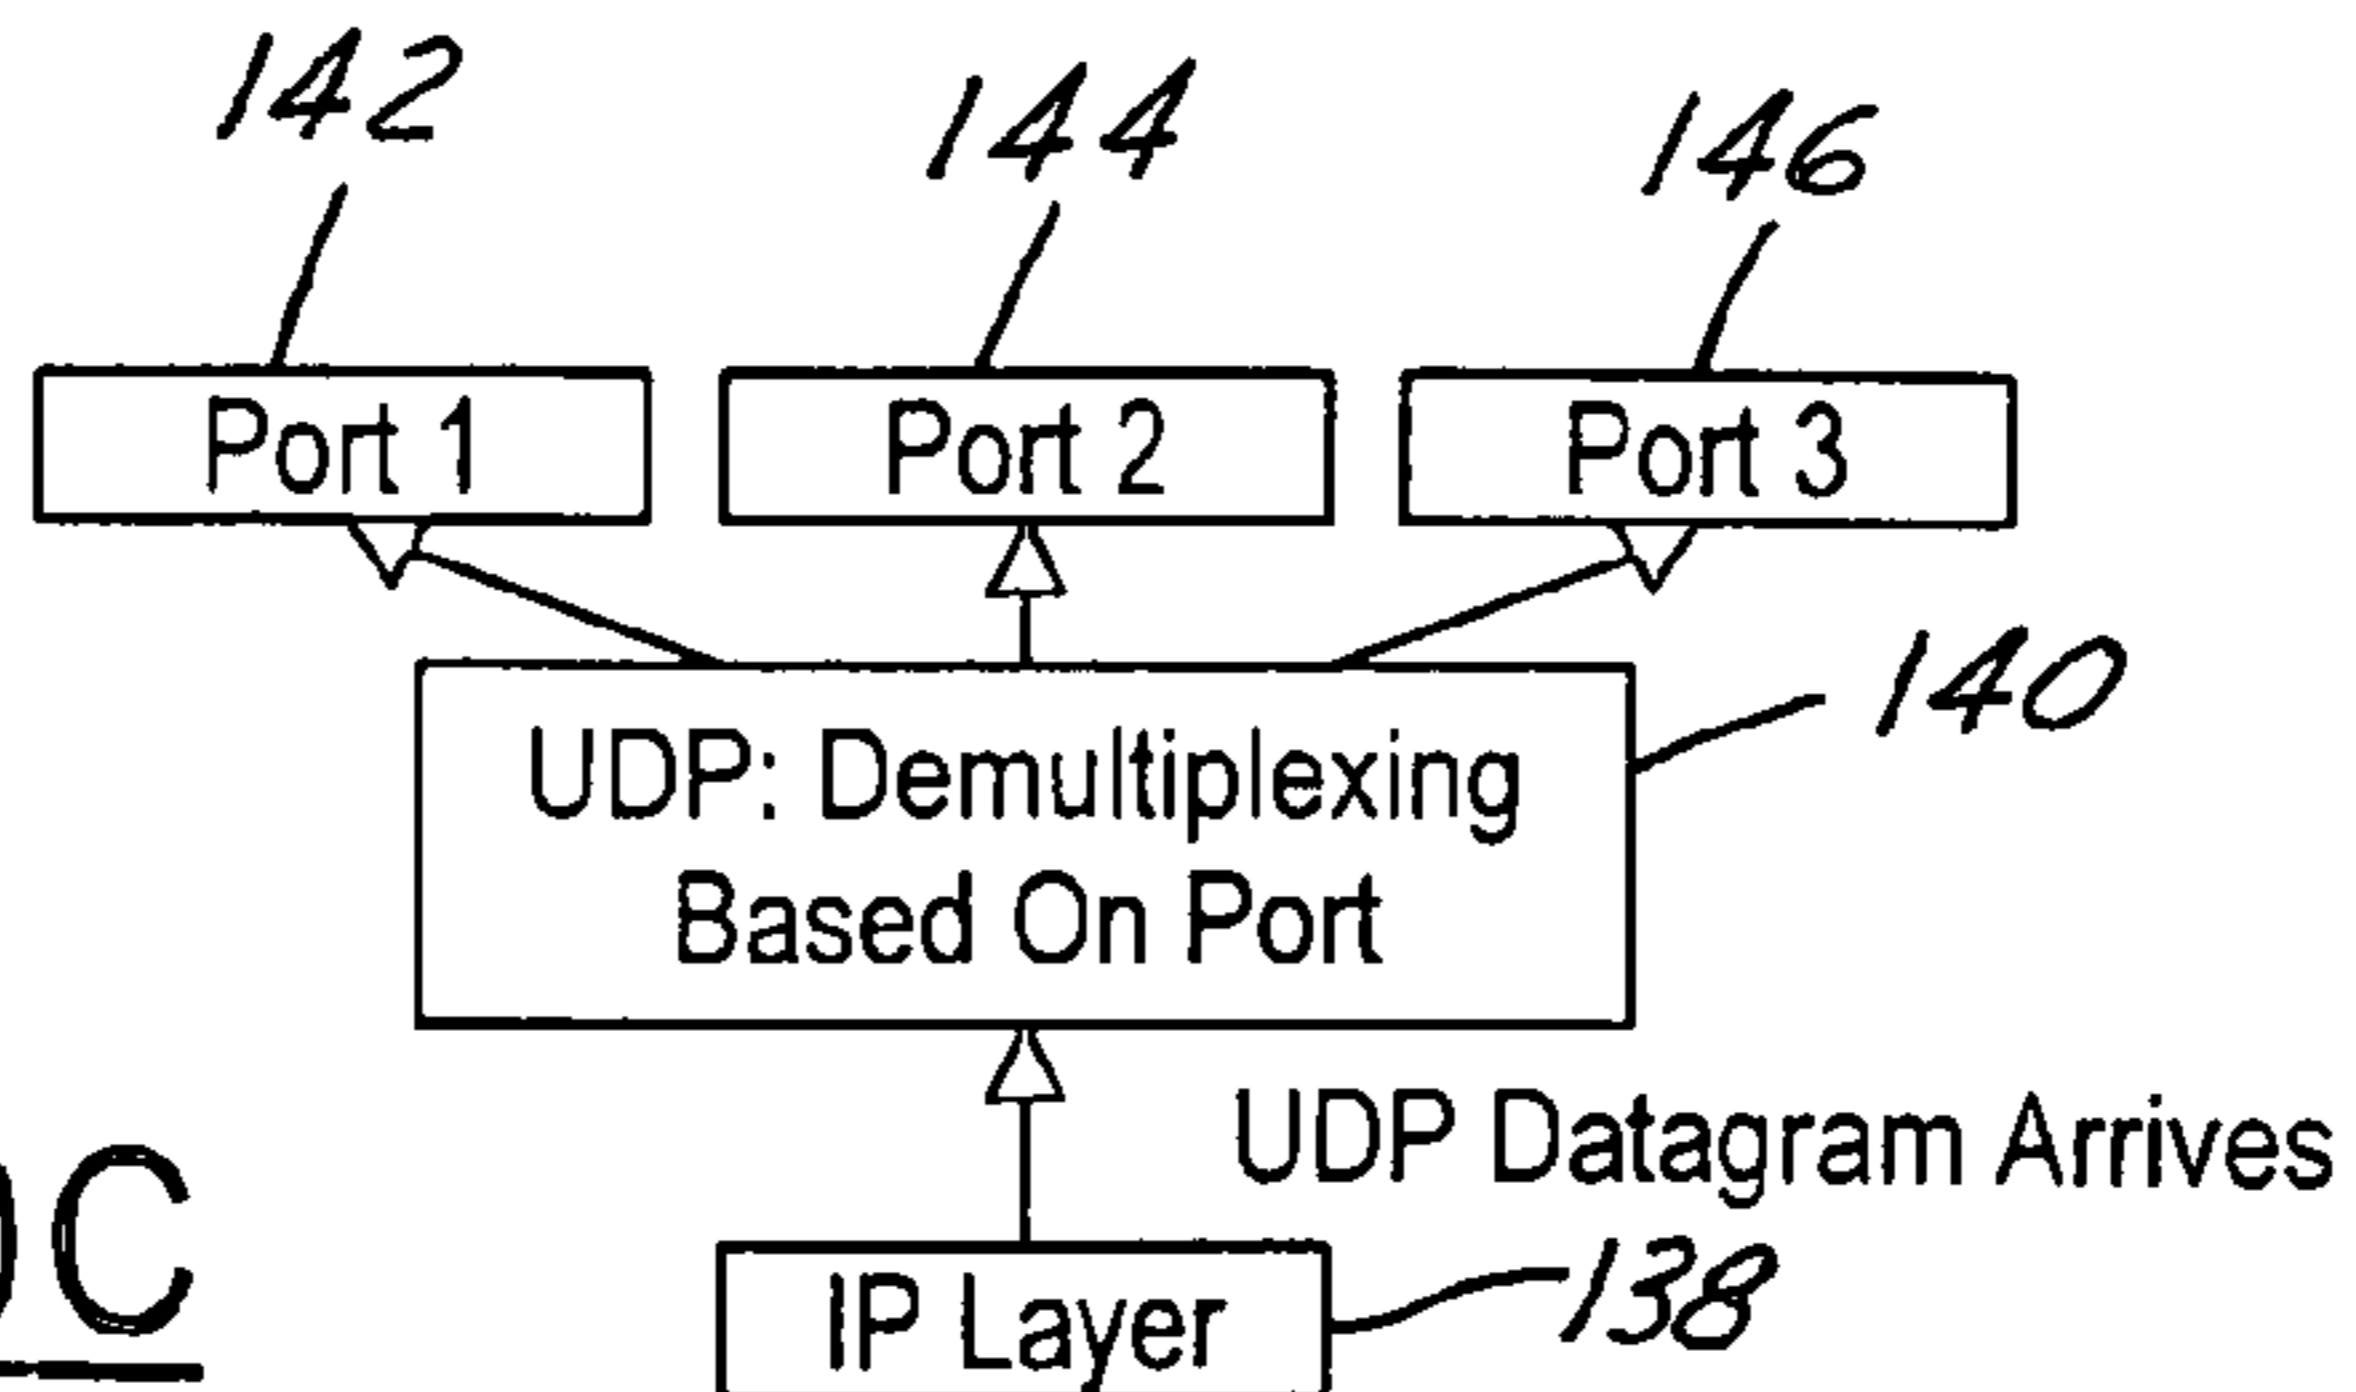 142 144 146
Port 1 Port 2 Port 3
140
UDP: Demultiplexing
Based On Port
UDP Datagram Arrives
IP Layer 138